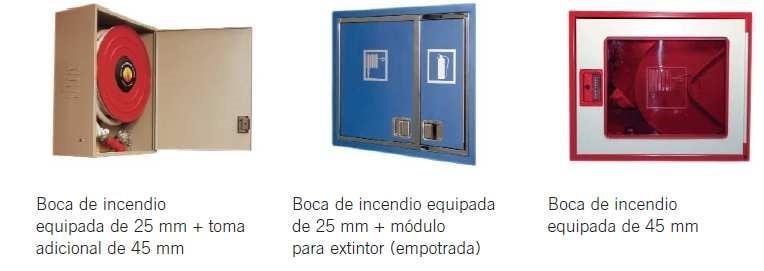 Boca de incendio
equipada de 25 mm + toma
adicional de 45 mm
Boca de incendio equipada
de 25 mm + módulo
para extintor (empotrada)
Boca de incendio
equipada de 45 mm